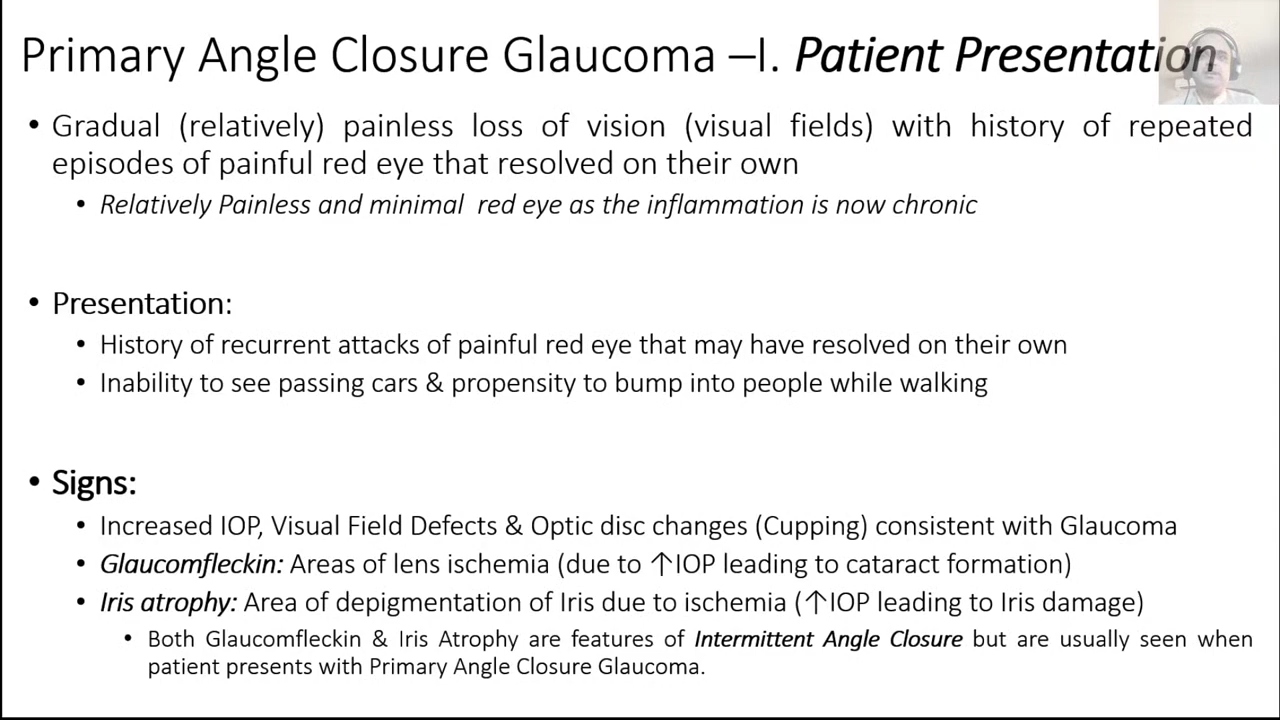 Primary Angle Closure Glaucoma –I. Patient Presentation
• Gradual (relatively) painless loss of vision (visual fields) with history of repeated
episodes of painful red eye that resolved on their own
• Relatively Painless and minimal red eye as the inflammation is now chronic
• Presentation:
• History of recurrent attacks of painful red eye that may have resolved on their own
• Inability to see passing cars & propensity to bump into people while walking
• Signs:
• Increased IOP, Visual Field Defects & Optic disc changes (Cupping) consistent with Glaucoma
• Glaucomfleckin: Areas of lens ischemia (due to ↑IOP leading to cataract formation)
• Iris atrophy: Area of depigmentation of Iris due to ischemia (↑IOP leading to Iris damage)
• Both Glaucomfleckin & Iris Atrophy are features of Intermittent Angle Closure but are usually seen when
patient presents with Primary Angle Closure Glaucoma.